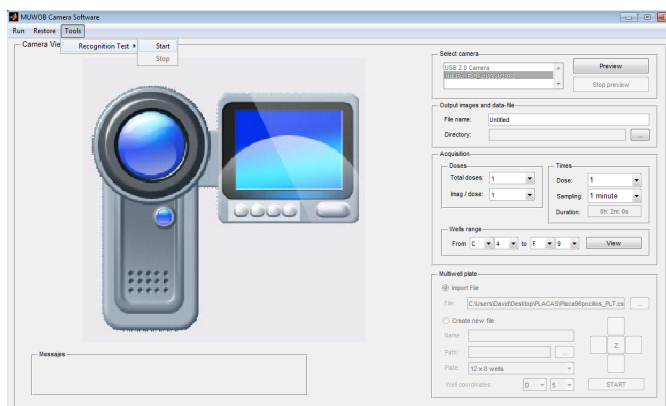 MUWOB Camera Software
Run Restore Tools
Recognition Test Start
Stop
Camera Vie
Select camera
USB 2.0 Camera
Preview
Stop preview
Output images and data-file
File name: Untitled
Directory: ...
Acquisition
Doses
Total doses: 1
Imag / dose: 1
Times
Dose: 1
Sampling: 1 minute
Duration: 0h: 2m: 0s
Wells range
From C 4 to F 9 View
Multiwell plate
Import File
File: C:\Users\David\Desktop\PLACAS\Placa96pocillos_PLT.cs ...
Create new file
Name:
Path: ...
Plate: 12 x 8 wells
Z
Well coordinates: D 5 START
Messajes